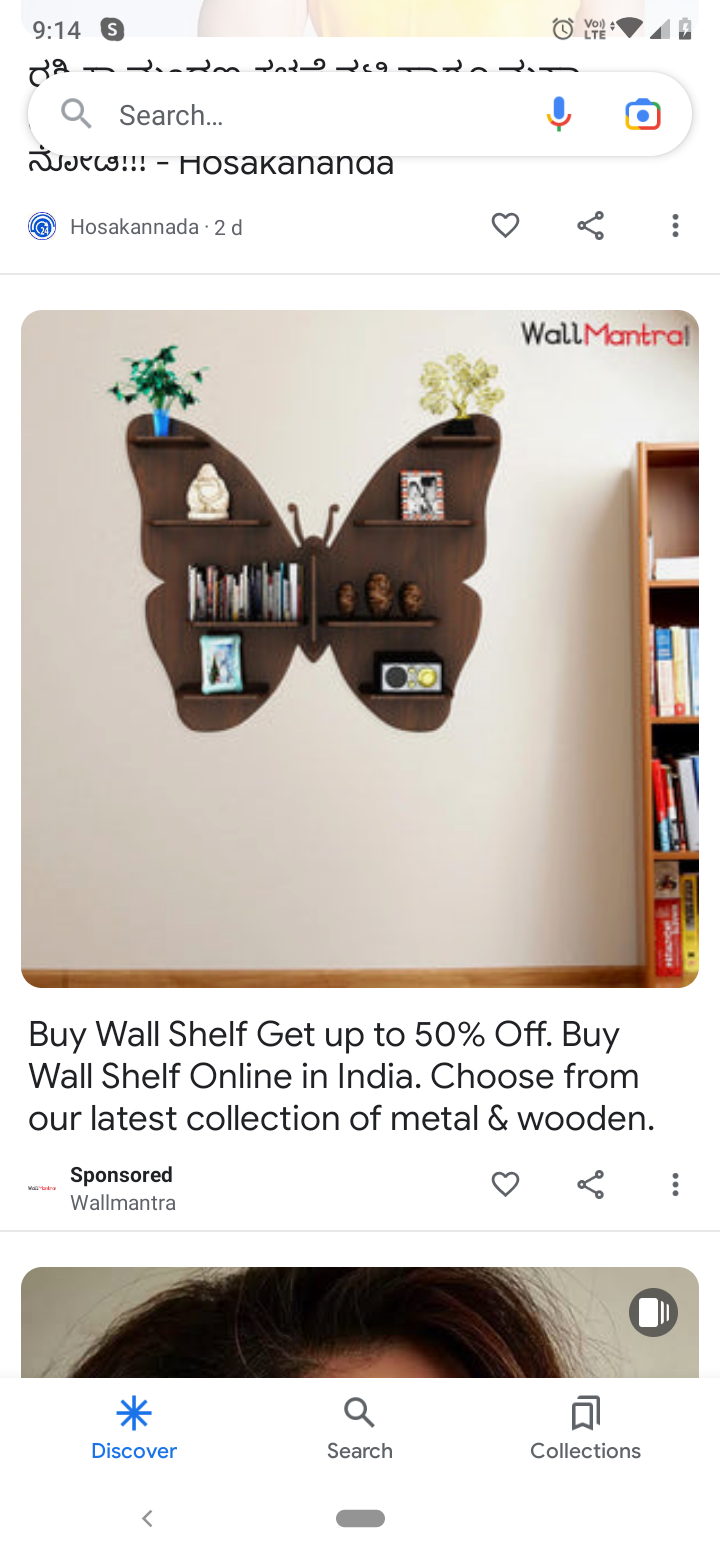 9:14
Search...
ನೋಡಿ!!! - Hosakananda
Hosakannada · 2 d
WallMantra!
Buy Wall Shelf Get up to 50% Off. Buy
Wall Shelf Online in India. Choose from
our latest collection of metal & wooden.
Sponsored
Wallmantra
Discover
Search
Collections